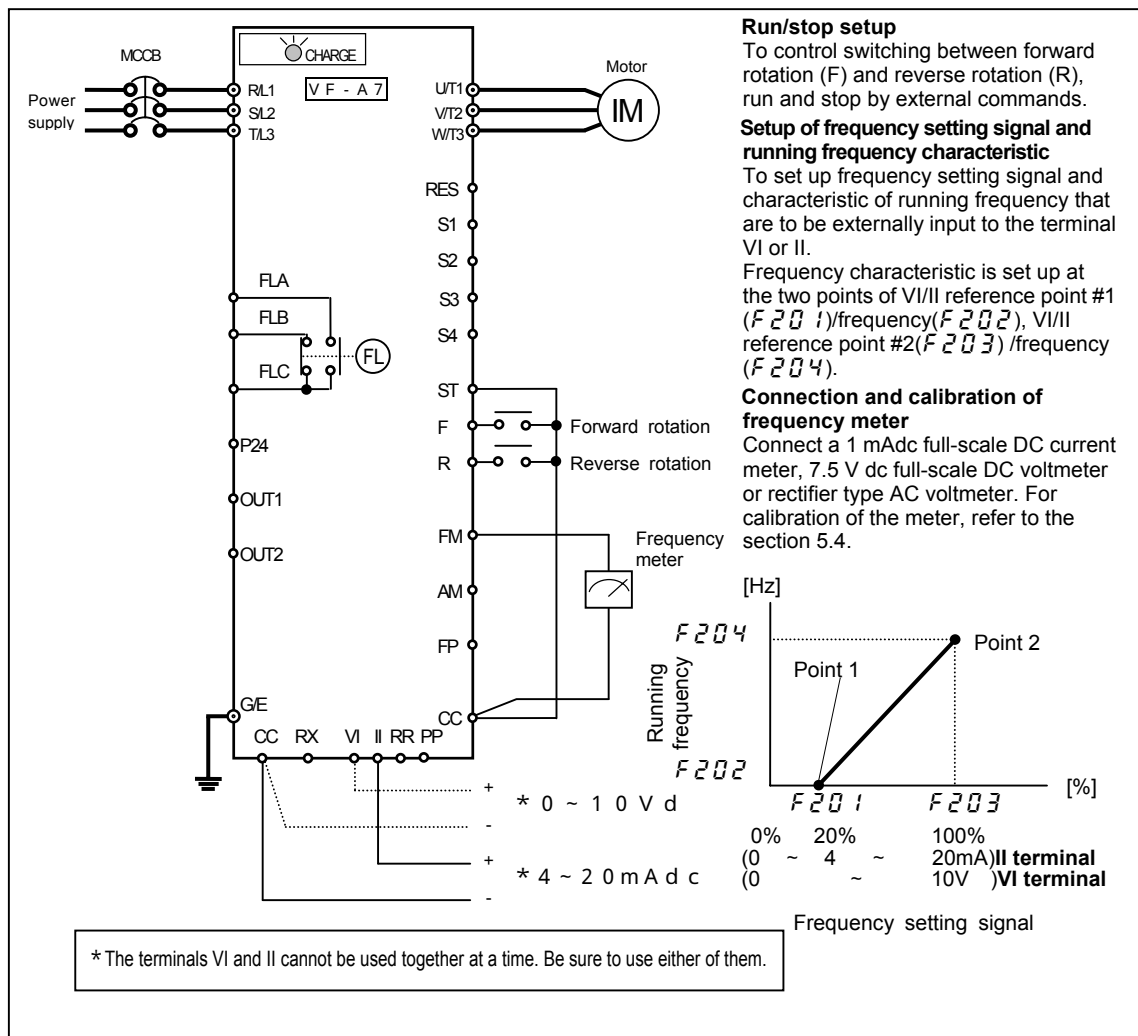 CHARGE
MCCB
VF-A7
Power
supply
R/L1
S/L2
T/L3
U/T1
V/T2
W/T3
Motor
IM
RES
S1
S2
S3
S4
FLA
FLB
FLC
FL
ST
F
Forward rotation
R
Reverse rotation
P24
OUT1
OUT2
FM
Frequency
meter
AM
FP
G/E
CC
CC RX VI II RR PP
+
* 0 ~ 1 0 V d
-
+
* 4 ~ 2 0 m A d c
-
* The terminals VI and II cannot be used together at a time. Be sure to use either of them.
Run/stop setup
To control switching between forward
rotation (F) and reverse rotation (R),
run and stop by external commands.
Setup of frequency setting signal and
running frequency characteristic
To set up frequency setting signal and
characteristic of running frequency that
are to be externally input to the terminal
VI or II.
Frequency characteristic is set up at
the two points of VI/II reference point #1
(F201)/frequency(F202), VI/II
reference point #2(F203) /frequency
(F204).
Connection and calibration of
frequency meter
Connect a 1 mAdc full-scale DC current
meter, 7.5 V dc full-scale DC voltmeter
or rectifier type AC voltmeter. For
calibration of the meter, refer to the
section 5.4.
[Hz]
F204
Point 2
Point 1
Running
frequency
F202
[%]
F201 F203
0% 20% 100%
(0 ~ 4 ~ 20mA)II terminal
(0 ~ 10V )VI terminal
Frequency setting signal